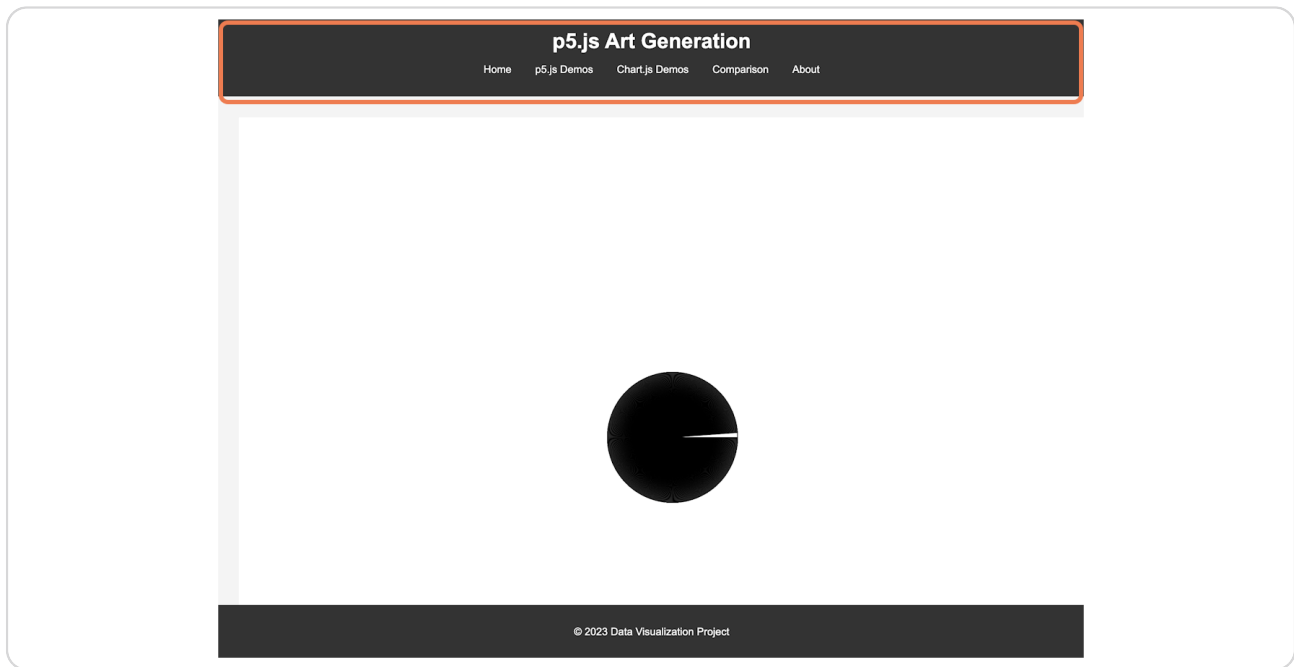 p5.js Art Generation
Home p5.js Demos Chart.js Demos Comparison About
© 2023 Data Visualization Project